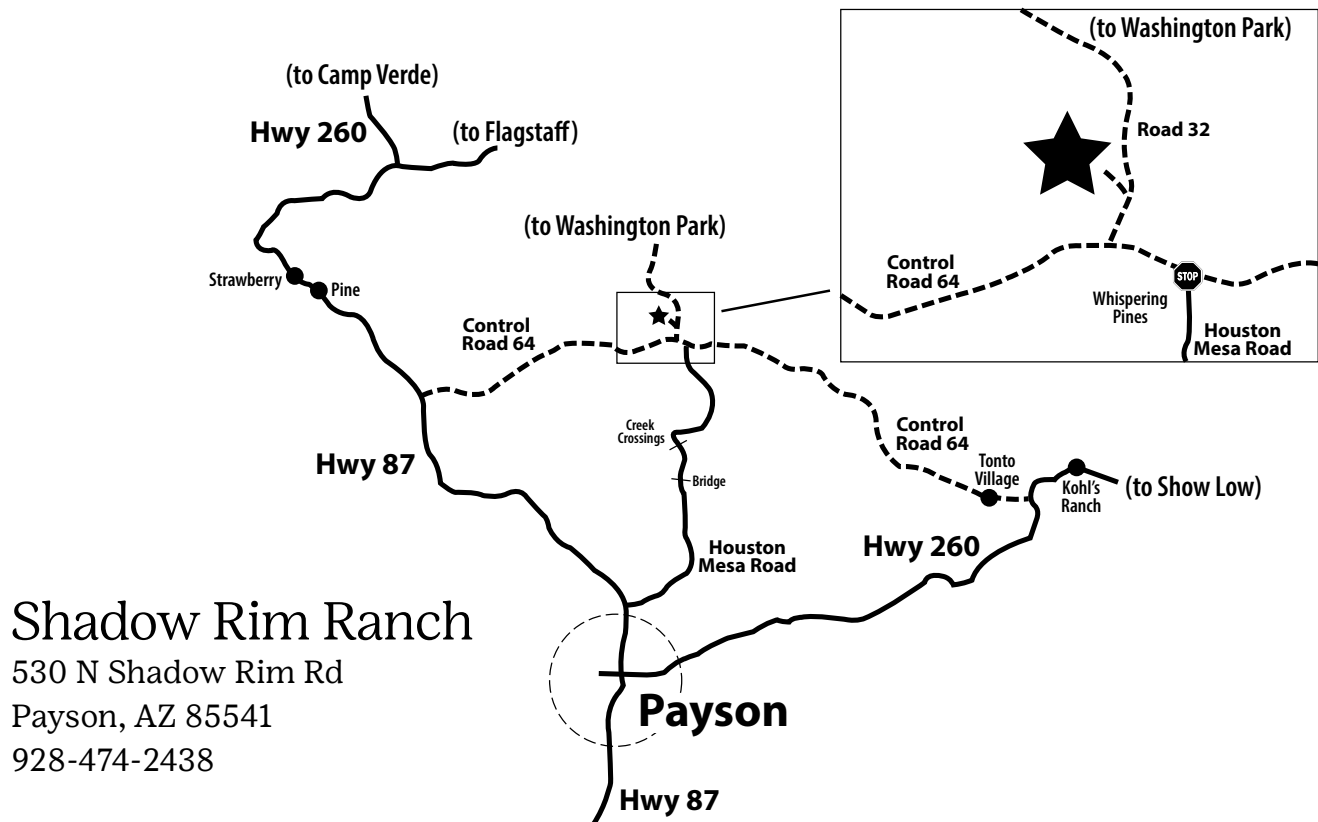 (to Washington Park)
(to Camp Verde)
Hwy 260
(to Flagstaff)
Road 32
(to Washington Park)
Control
Road 64
STOP
Whispering
Pines
Houston
Mesa Road
Strawberry
Pine
Control
Road 64
Creek
Crossings
Bridge
Control
Road 64
Hwy 87
Tonto
Village
Kohl's
Ranch
(to Show Low)
Houston
Mesa Road
Hwy 260
Shadow Rim Ranch
530 N Shadow Rim Rd
Payson, AZ 85541
928-474-2438
Payson
Hwy 87